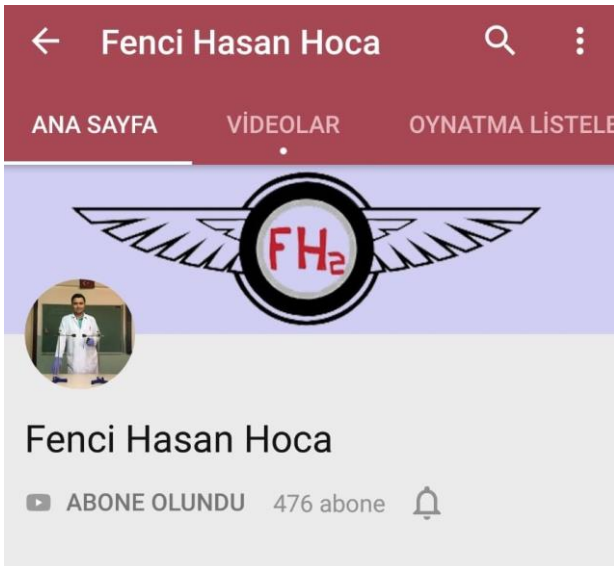 Fenci Hasan Hoca
ANA SAYFA VİDEOLAR OYNATMA LİSTELE
FH2
Fenci Hasan Hoca
ABONE OLUNDU 476 abone